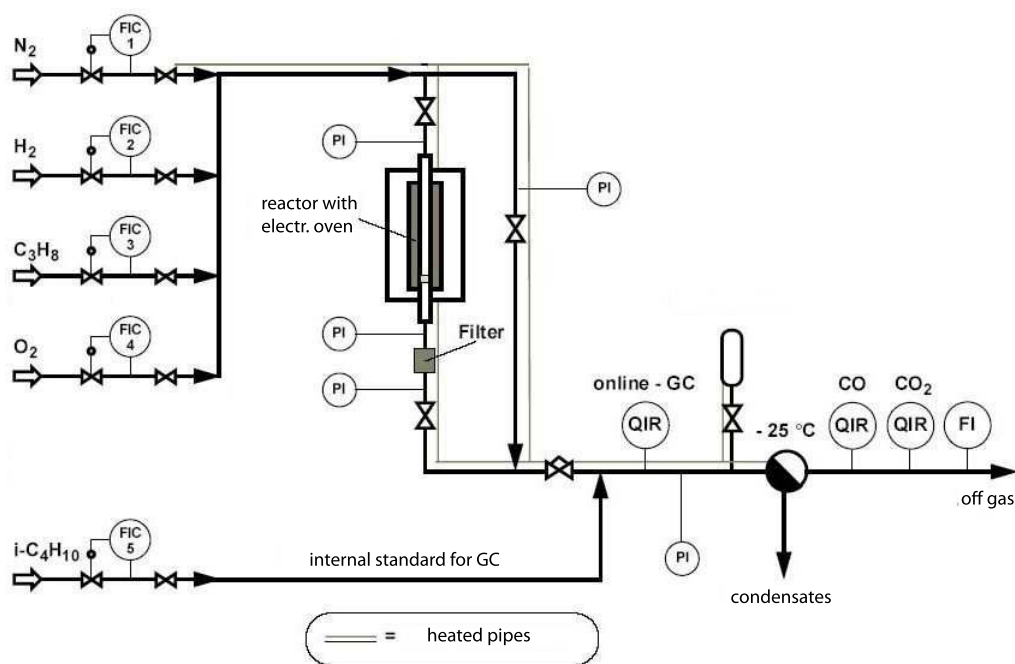 N2
FIC
1
H2
FIC
2
C3H8
FIC
3
O2
FIC
4
PI
reactor with
electr. oven
PI
PI
Filter
PI
online - GC
QIR
- 25 °C
CO
QIR
CO2
QIR
FI
off gas
PI
condensates
i-C4H10
FIC
5
internal standard for GC
= heated pipes